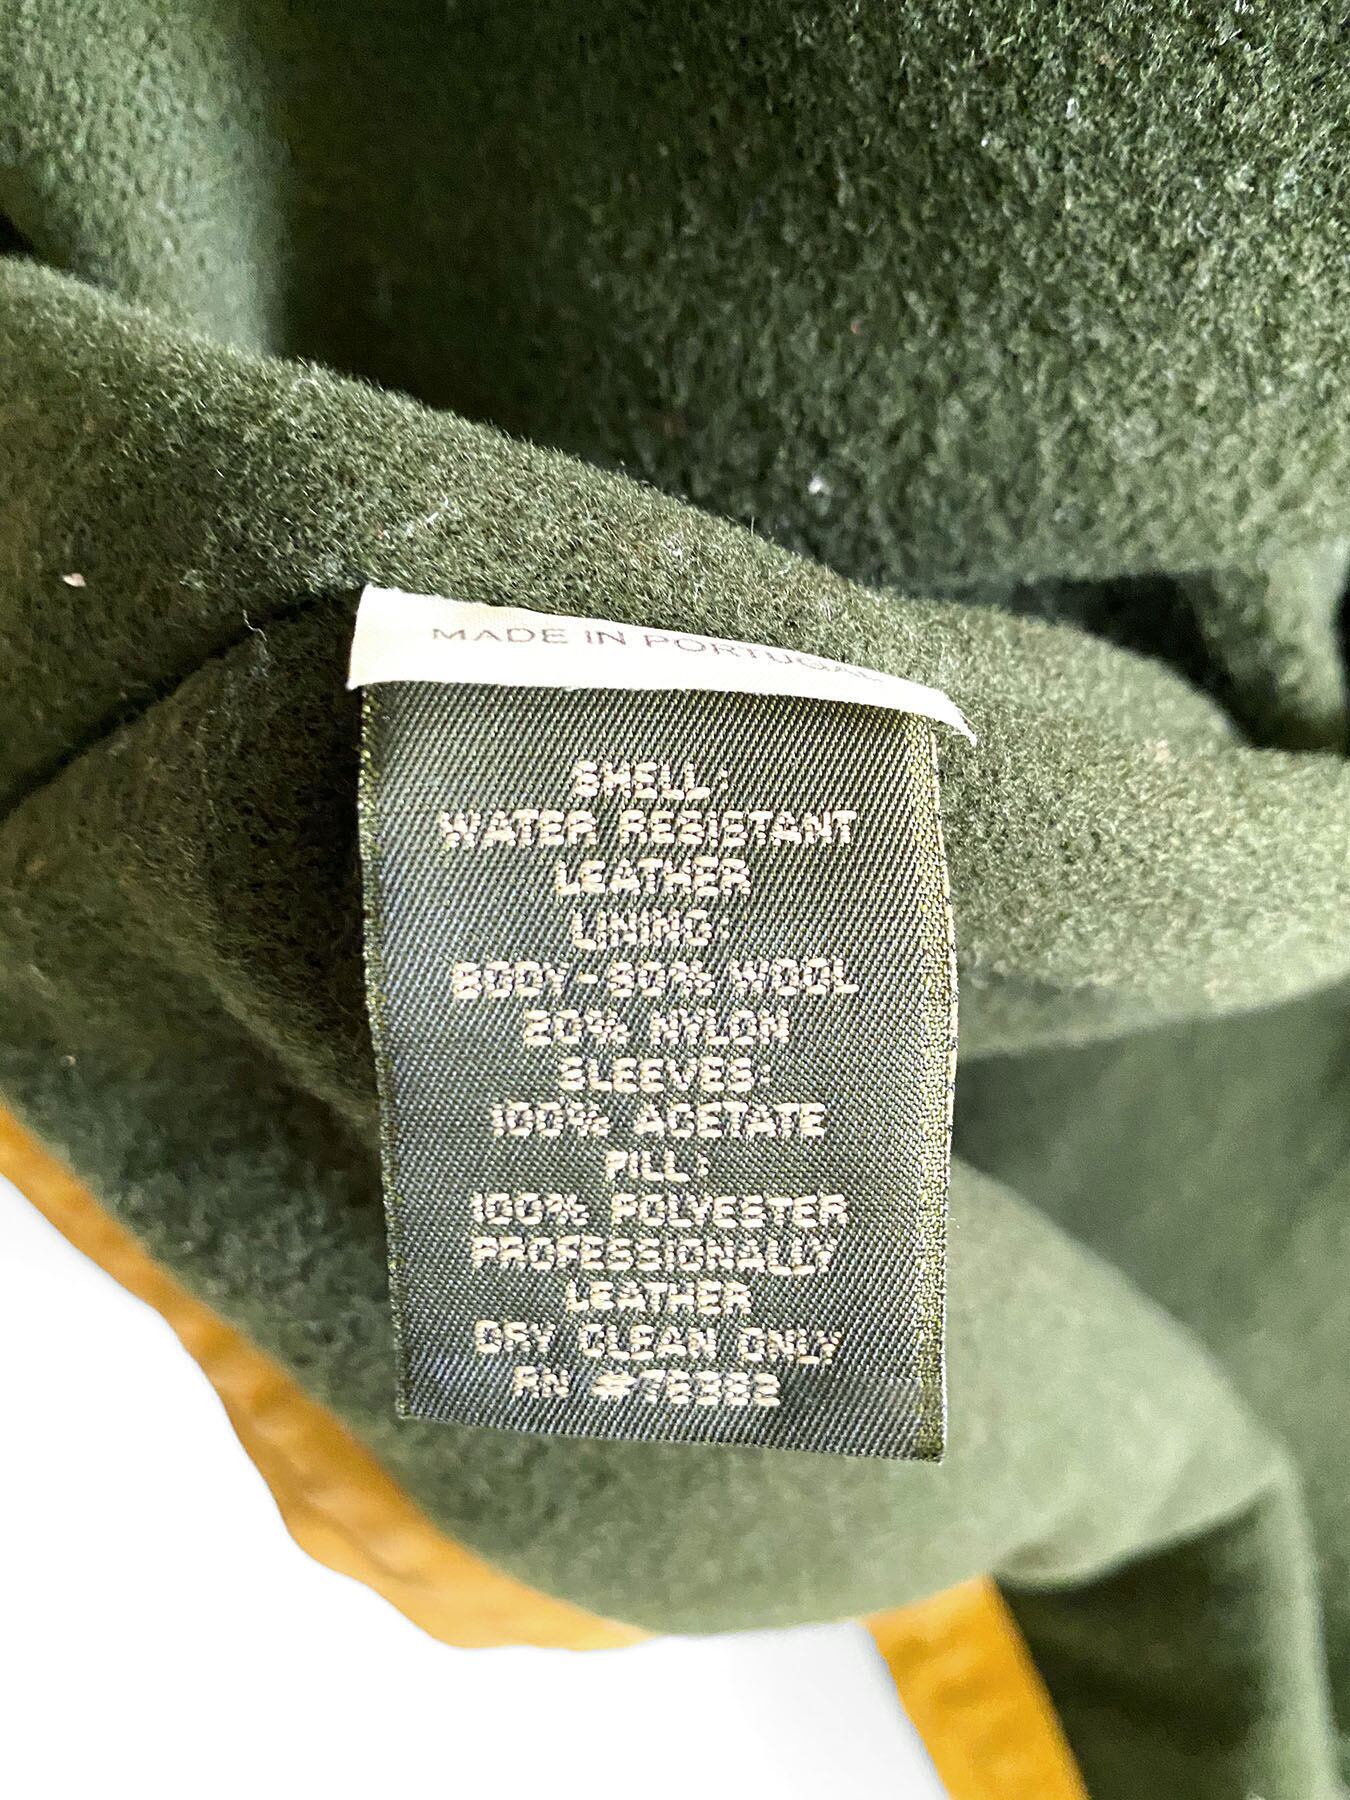 MADE IN PORTUGAL
SHELL:
WATER RESISTANT
LEATHER
LINING:
BODY - 80% WOOL
20% NYLON
SLEEVES-
100% ACETATE
FILL:
100% POLYESTER
PROFESSIONALLY
LEATHER
DRY CLEAN ONLY
RN #76382